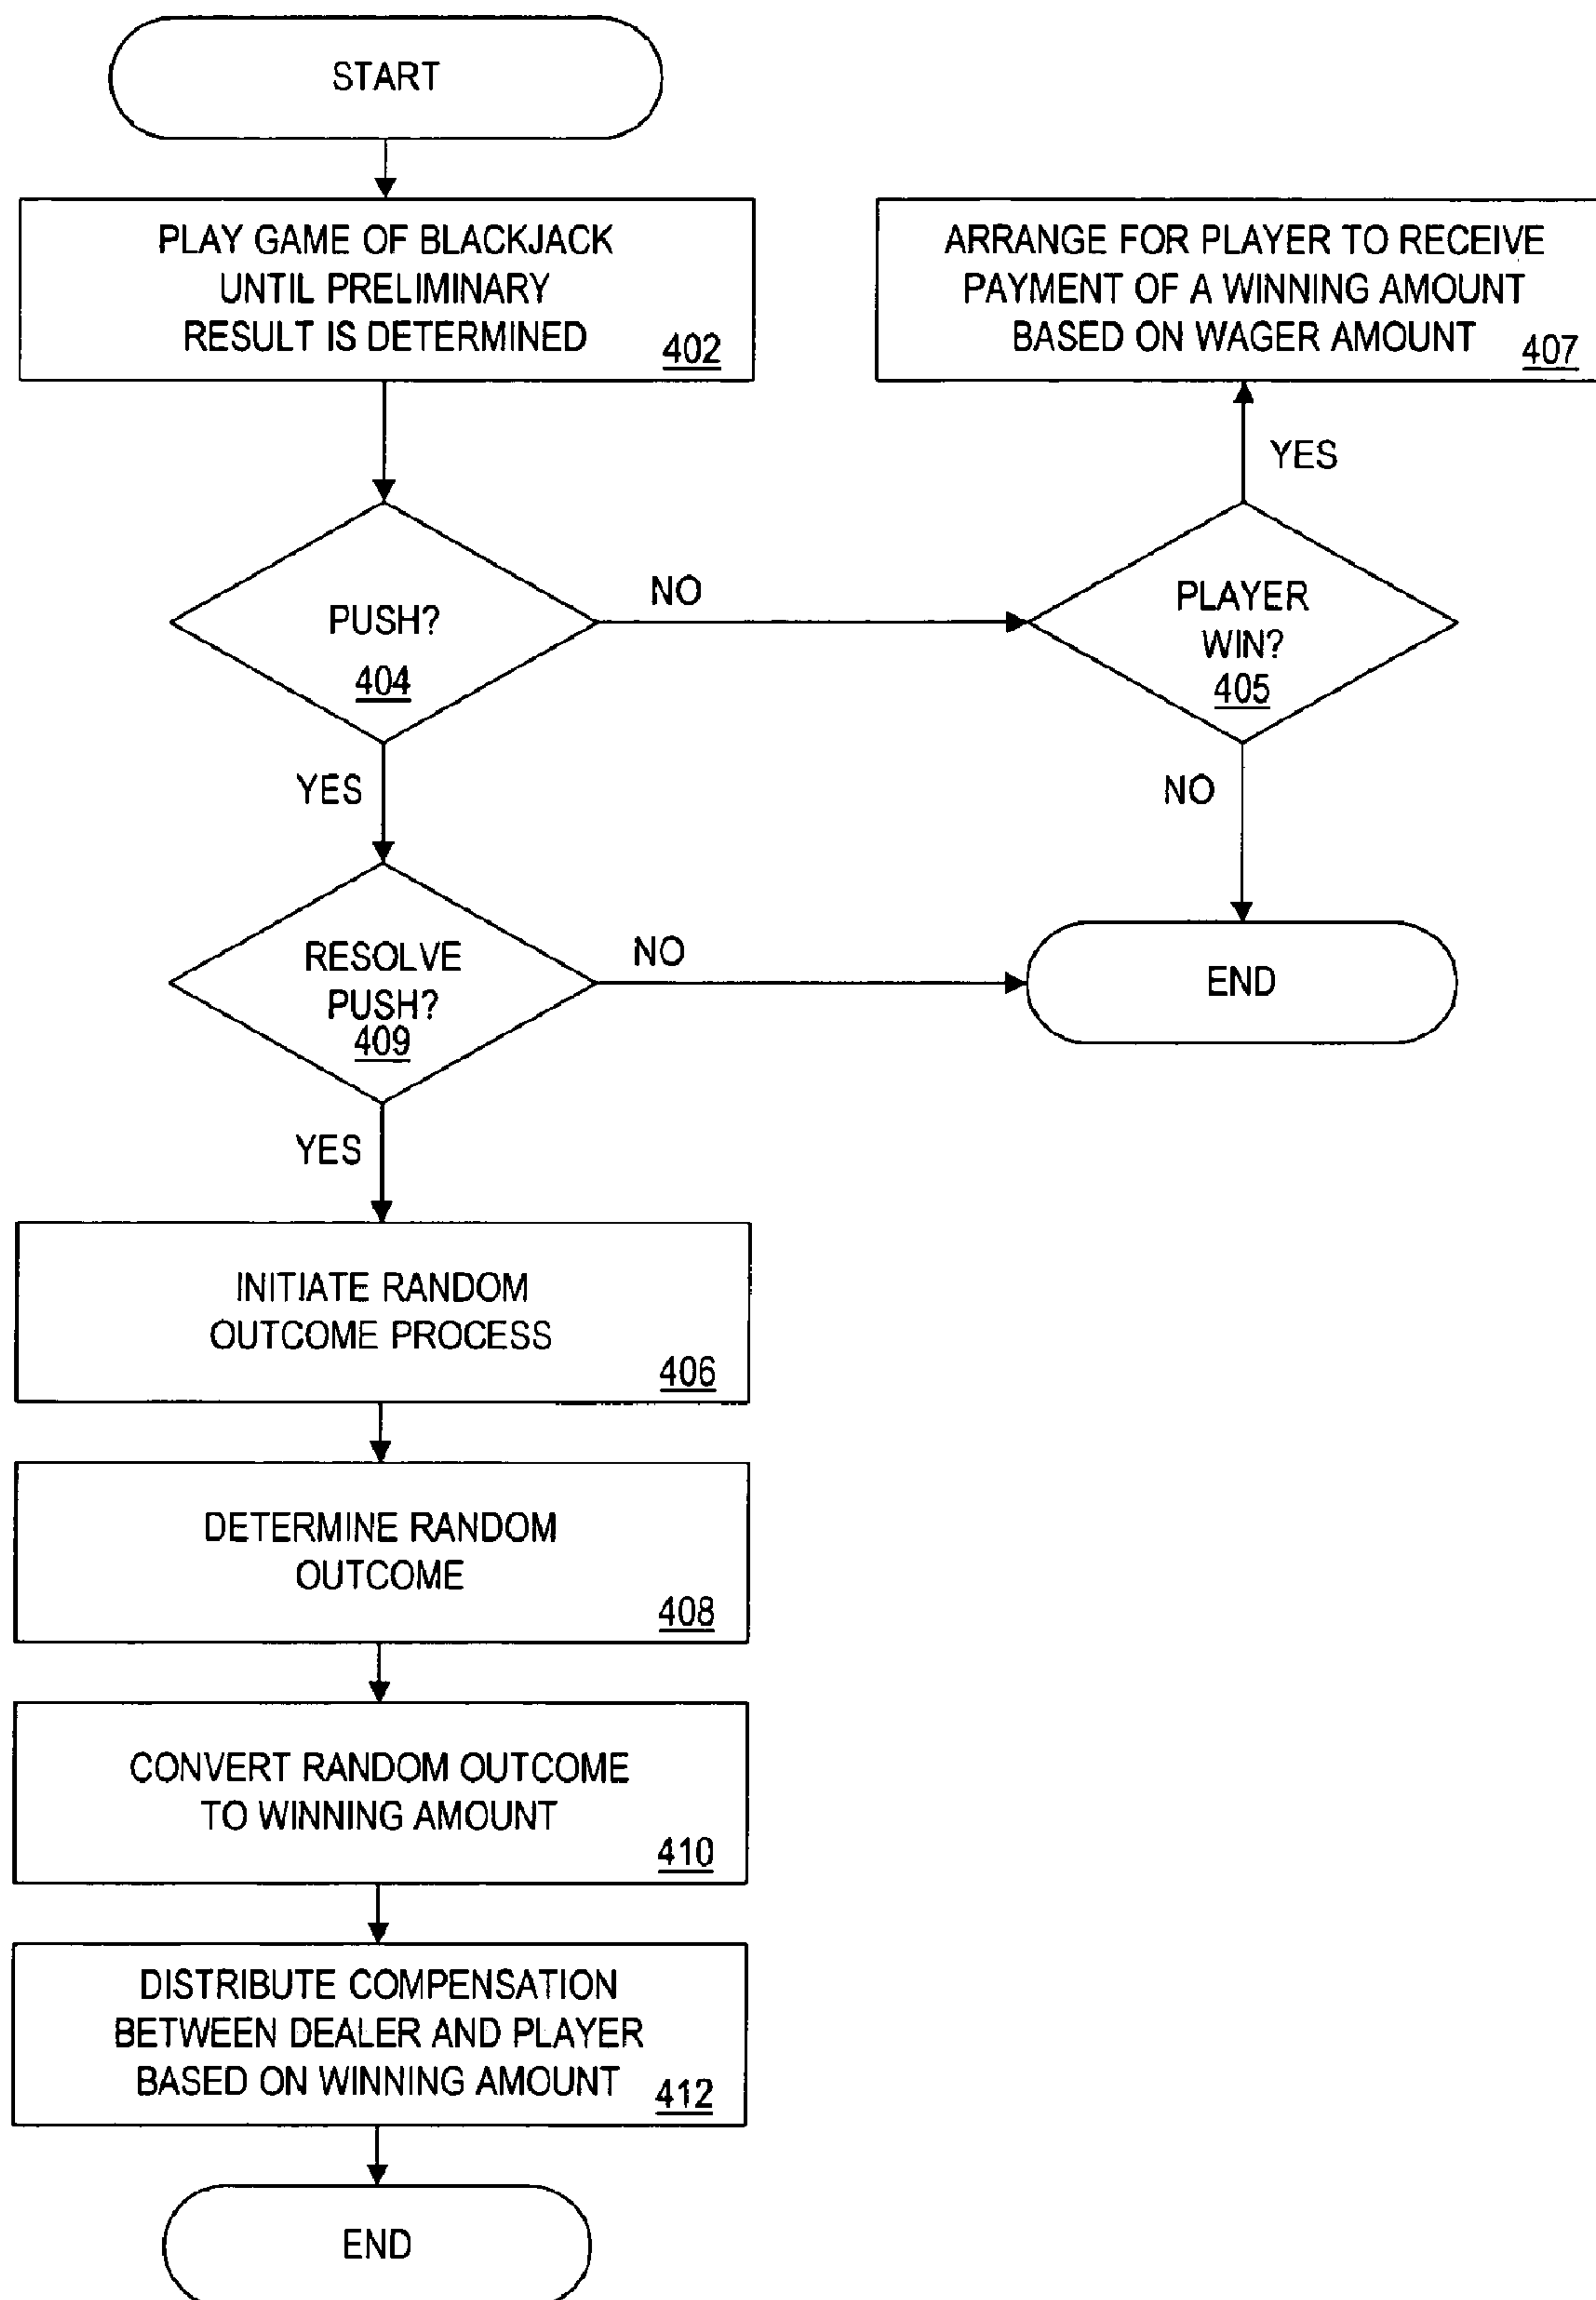 START
PLAY GAME OF BLACKJACK
UNTIL PRELIMINARY
RESULT IS DETERMINED
402
ARRANGE FOR PLAYER TO RECEIVE
PAYMENT OF A WINNING AMOUNT
BASED ON WAGER AMOUNT
407
YES
PUSH?
404
NO
PLAYER
WIN?
405
YES
NO
RESOLVE
PUSH?
409
NO
END
YES
INITIATE RANDOM
OUTCOME PROCESS
406
DETERMINE RANDOM
OUTCOME
408
CONVERT RANDOM OUTCOME
TO WINNING AMOUNT
410
DISTRIBUTE COMPENSATION
BETWEEN DEALER AND PLAYER
BASED ON WINNING AMOUNT
412
END